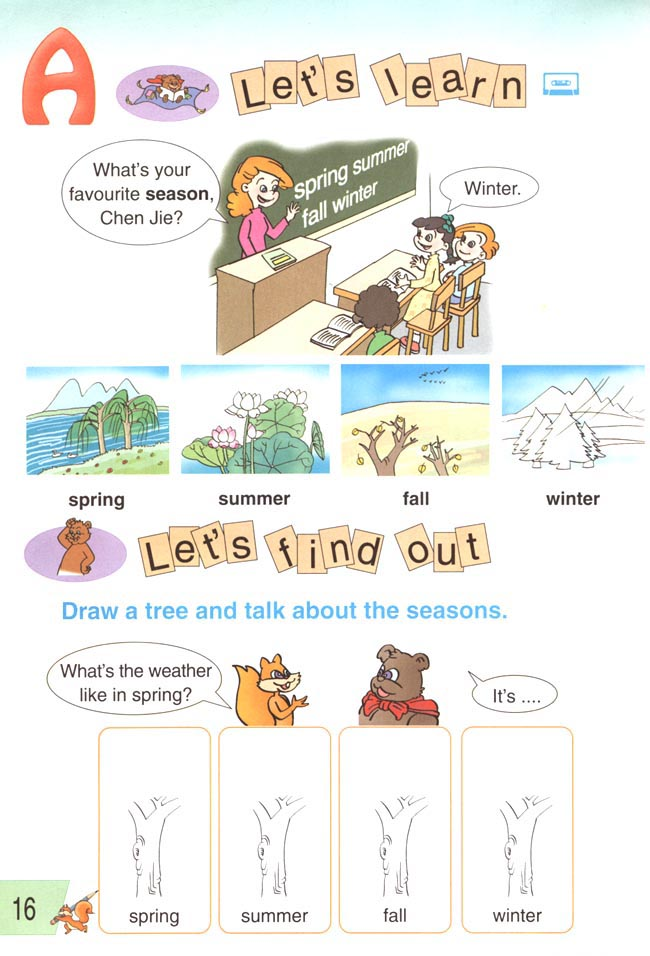 A
Let's learn
What's your
favourite season,
Chen Jie?
spring summer
fall winter
Winter.
spring
summer
fall
winter
Let's find out
Draw a tree and talk about the seasons.
What's the weather
like in spring?
It's ....
spring
summer
fall
winter
16